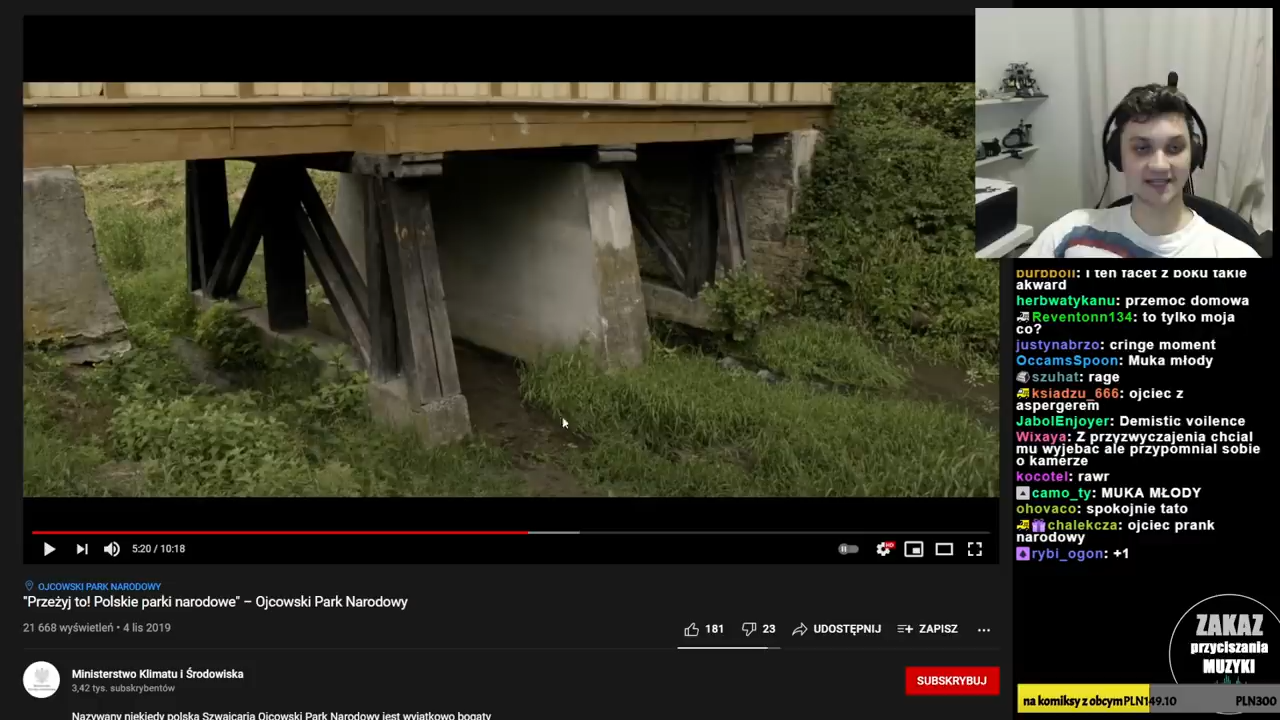 5:20 / 10:18
HD
OJCOWSKI PARK NARODOWY
"Przeżyj to! Polskie parki narodowe" – Ojcowski Park Narodowy
21 668 wyświetleń • 4 lis 2019
181
23
UDOSTĘPNIJ
ZAPISZ
Ministerstwo Klimatu i Środowiska
3,42 tys. subskrybentów
SUBSKRYBUJ
Nazywany niekiedy polską Szwajcarią Ojcowski Park Narodowy jest wyjątkowo bogaty
burbboli: i ten facet z boku takie
akward
herbwatykanu: przemoc domowa
Reventonn134: to tylko moja
co?
justynabrzo: cringe moment
OccamsSpoon: Muka młody
szuhat: rage
ksiadzu_666: ojciec z
aspergerem
JabolEnjoyer: Demistic voilence
Wixaya: Z przyzwyczajenia chcial
mu wyjebac ale przypomnial sobie
o kamerze
kocotei: rawr
camo_ty: MUKA MŁODY
ohovaco: spokojnie tato
chalekcza: ojciec prank
narodowy
rybi_ogon: +1
ZAKAZ
przyciszania
MUZYKI
na komiksy z obcym PLN149.10
PLN300